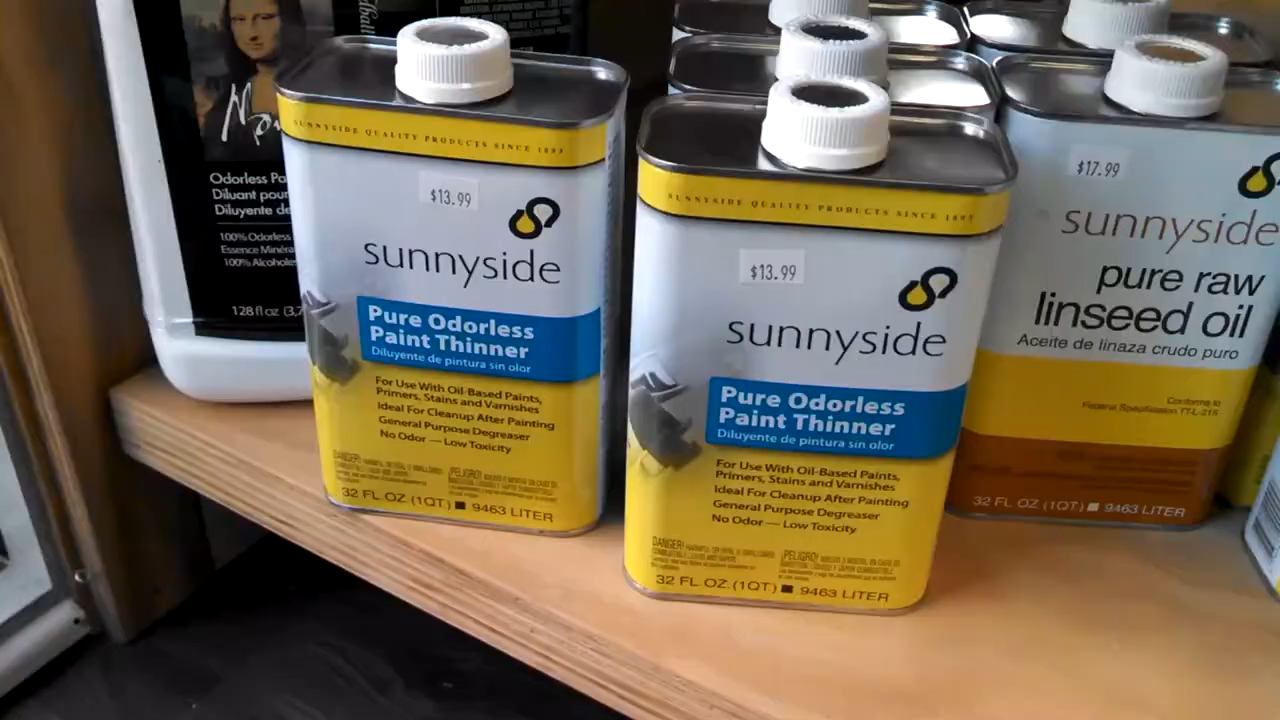 Odorless Pa
Diluant pour
Diluyente de
100% Odorless
Essence Minéra
100% Alcoholes
128 fl oz (3,7
SUNNYSIDE QUALITY PRODUCTS SINCE 1893
$13.99
sunnyside
Pure Odorless
Paint Thinner
Diluyente de pintura sin olor
For Use With Oil-Based Paints,
Primers, Stains and Varnishes
Ideal For Cleanup After Painting
General Purpose Degreaser
No Odor — Low Toxicity
DANGER!
¡PELIGRO!
32 FL OZ (1QT) ■ .9463 LITER
SUNNYSIDE QUALITY PRODUCTS SINCE 1893
$13.99
sunnyside
Pure Odorless
Paint Thinner
Diluyente de pintura sin olor
For Use With Oil-Based Paints,
Primers, Stains and Varnishes
Ideal For Cleanup After Painting
General Purpose Degreaser
No Odor — Low Toxicity
DANGER!
¡PELIGRO!
32 FL OZ. (1QT) ■ .9463 LITER
$17.99
sunnyside
pure raw
linseed oil
Aceite de linaza crudo puro
Conforms to
Federal Specification TT-L-215
32 FL OZ (1QT) ■ .9463 LITER